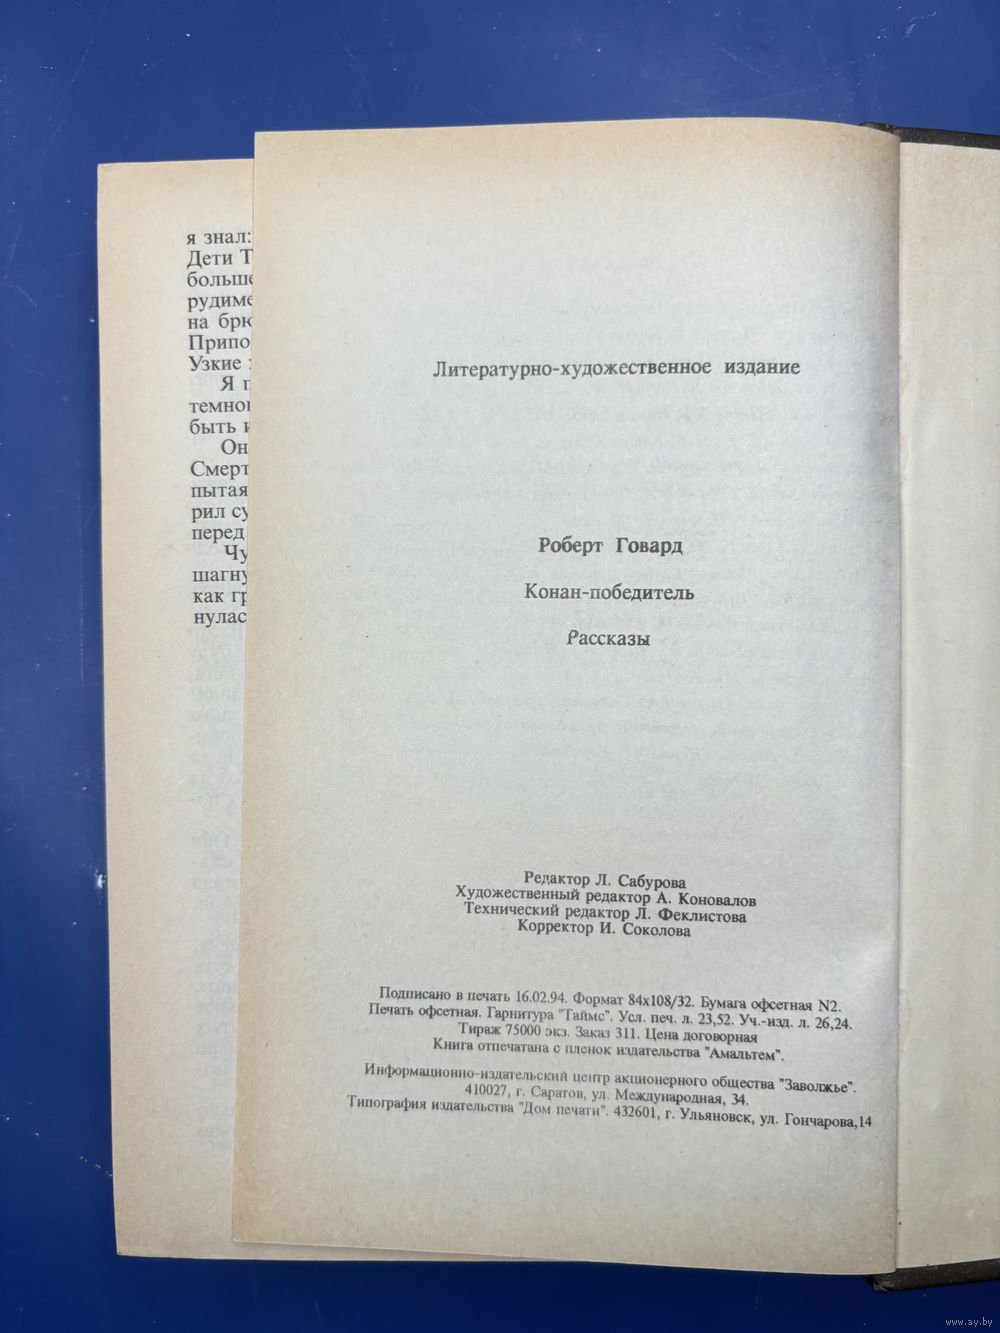 я знал:
Дети Т
больше
рудиме
на брю
Припо
Узкие
Я п
темно
быть и
Он
Смерт
пытая
рил су
перед
Чу
шагну
как гр
нулас
Литературно-художественное издание
Роберт Говард
Конан-победитель
Рассказы
Редактор Л. Сабурова
Художественный редактор А. Коновалов
Технический редактор Л. Феклистова
Корректор И. Соколова
Подписано в печать 16.02.94. Формат 84x108/32. Бумага офсетная N2.
Печать офсетная. Гарнитура "Таймс". Усл. печ. л. 23,52. Уч.-изд. л. 26,24.
Тираж 75000 экз. Заказ 311. Цена договорная
Книга отпечатана с пленок издательства "Амальтем".
Информационно-издательский центр акционерного общества "Заволжье".
410027, г. Саратов, ул. Международная, 34.
Типография издательства "Дом печати". 432601, г. Ульяновск, ул. Гончарова,14
www.ay.by